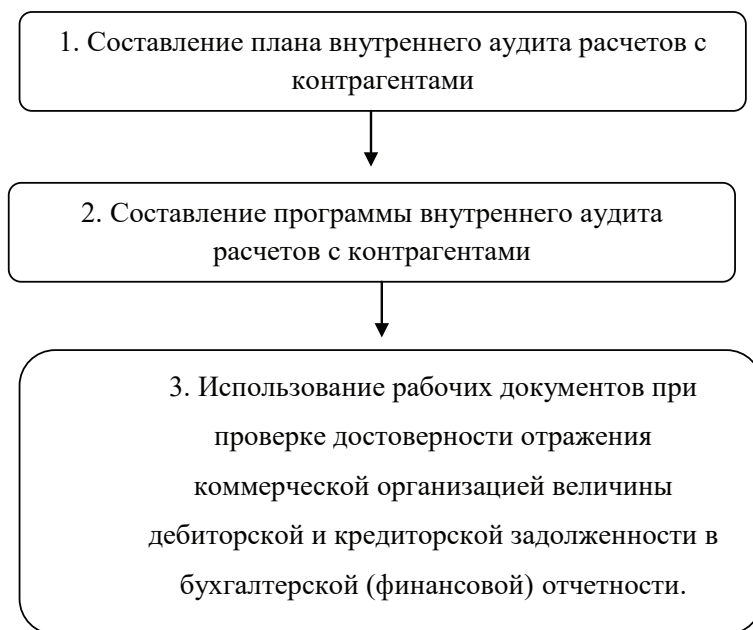 1. Составление плана внутреннего аудита расчетов с
контрагентами
2. Составление программы внутреннего аудита
расчетов с контрагентами
3. Использование рабочих документов при
проверке достоверности отражения
коммерческой организацией величины
дебиторской и кредиторской задолженности в
бухгалтерской (финансовой) отчетности.